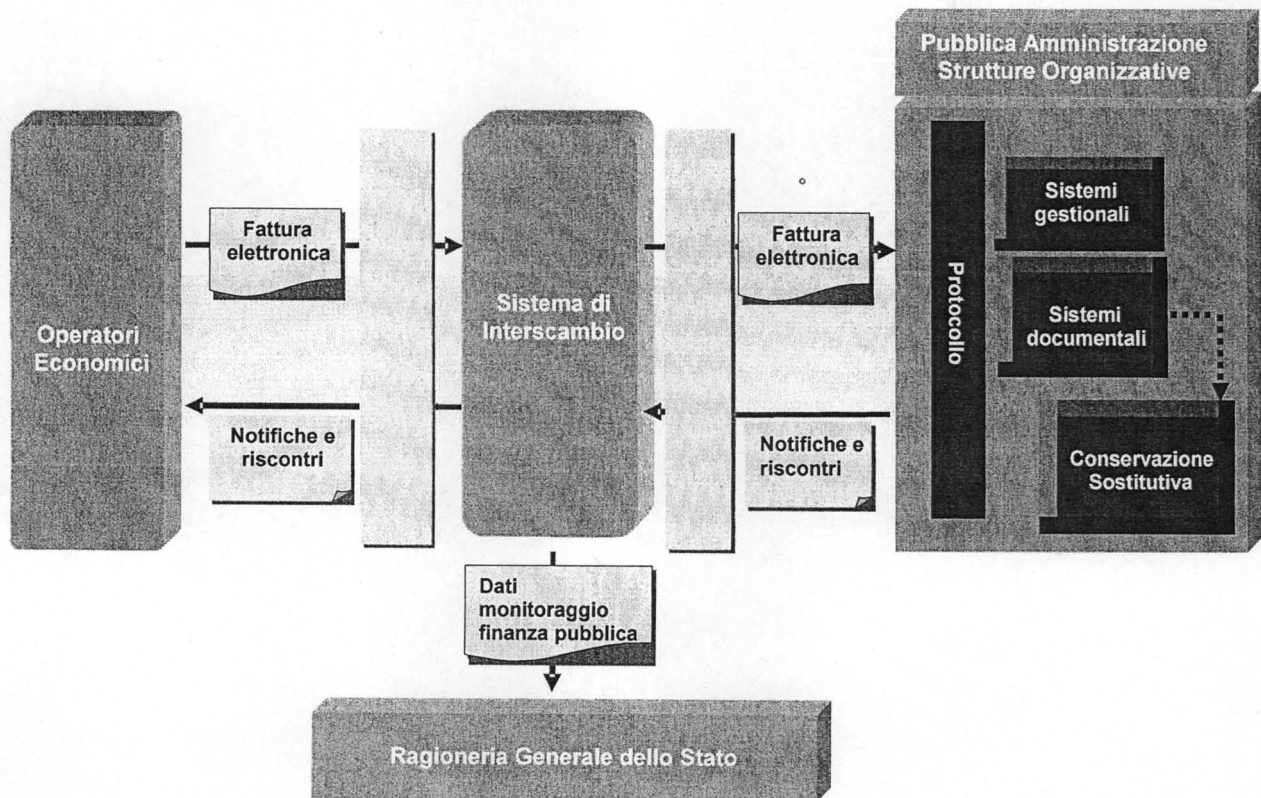 Pubblica Amministrazione
Strutture Organizzative
Operatori
Economici
Fattura
elettronica
Notifiche e
riscontri
Sistema di
Interscambio
Fattura
elettronica
Notifiche e
riscontri
Protocollo
Sistemi
gestionali
Sistemi
documentali
Conservazione
Sostitutiva
Dati
monitoraggio
finanza pubblica
Ragioneria Generale dello Stato